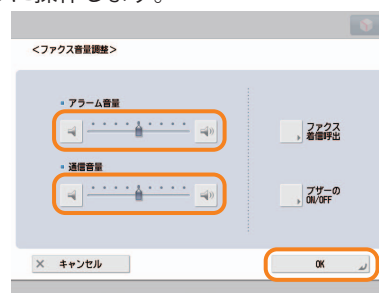 ＜ファクス音量調整＞
アラーム音量
ファクス
着信呼出
通信音量
ブザーの
ON/OFF
キャンセル
OK